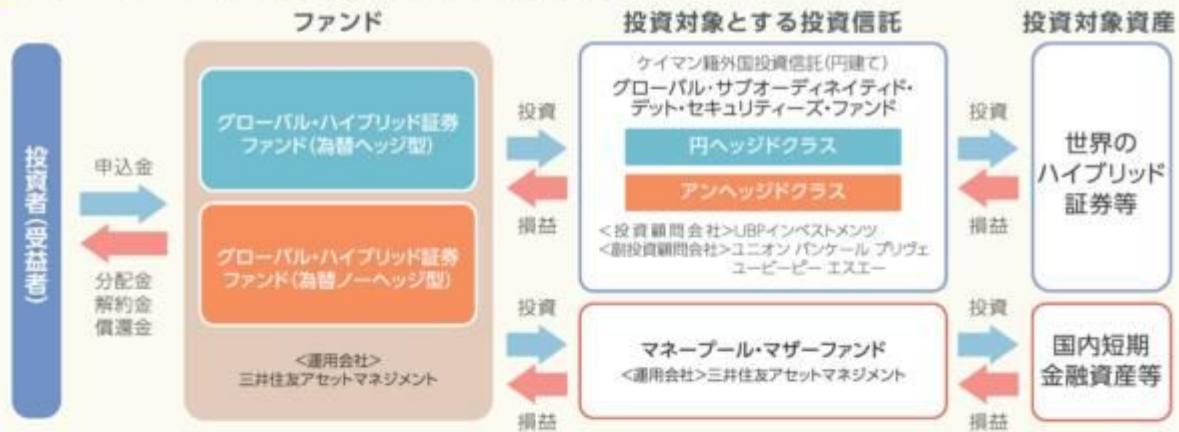 ファンド
投資対象とする投資信託
投資対象資産
投資者(受益者)
申込金
分配金
解約金
償還金
グローバル・ハイブリッド証券
ファンド(為替ヘッジ型)
グローバル・ハイブリッド証券
ファンド(為替ノーヘッジ型)
<運用会社>
三井住友アセットマネジメント
投資
損益
投資
損益
ケイマン籍外国投資信託(円建て)
グローバル・サブオーディネイティド・
デット・セキュリティーズ・ファンド
円ヘッジドクラス
アンヘッジドクラス
<投資顧問会社>UBPインベストメンツ
<副投資顧問会社>ユニオン バンケール プリヴェ
ユービーピー エスエー
マネープール・マザーファンド
<運用会社>三井住友アセットマネジメント
投資
損益
投資
損益
世界の
ハイブリッド
証券等
国内短期
金融資産等